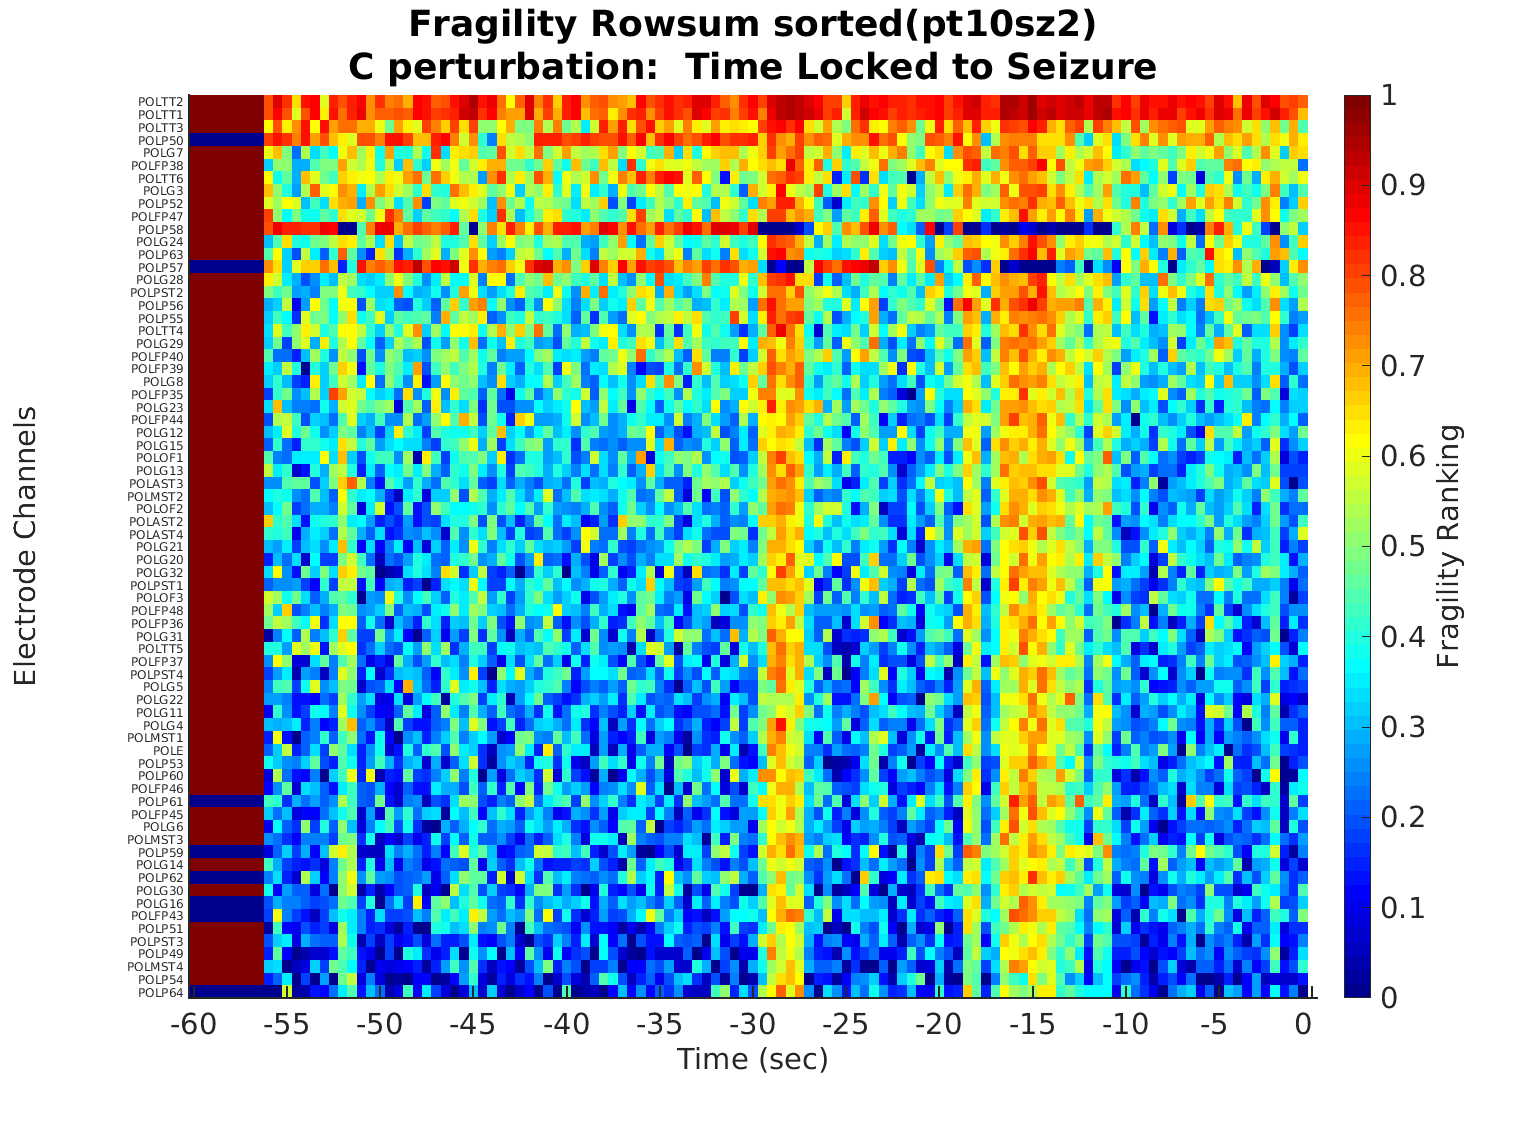 Fragility Rowsum sorted(pt10sz2)
C perturbation:  Time Locked to Seizure
Electrode Channels
POLTT2
POLTT1
POLTT3
POLP50
POLG7
POLFP38
POLTT6
POLG3
POLP52
POLFP47
POLP58
POLG24
POLP63
POLP57
POLG28
POLPST2
POLP56
POLP55
POLTT4
POLG29
POLFP40
POLFP39
POLG8
POLFP35
POLG23
POLFP44
POLG12
POLG15
POLOF1
POLG13
POLAST3
POLMST2
POLOF2
POLAST2
POLAST4
POLG21
POLG20
POLG32
POLPST1
POLOF3
POLFP48
POLFP36
POLG31
POLTT5
POLFP37
POLPST4
POLG5
POLG22
POLG11
POLG4
POLMST1
POLE
POLP53
POLP60
POLFP46
POLP61
POLFP45
POLG6
POLMST3
POLP59
POLG14
POLP62
POLG30
POLG16
POLFP43
POLP51
POLPST3
POLP49
POLMST4
POLP54
POLP64
-60 -55 -50 -45 -40 -35 -30 -25 -20 -15 -10 -5 0
Time (sec)
1
0.9
0.8
0.7
0.6
0.5
0.4
0.3
0.2
0.1
0
Fragility Ranking